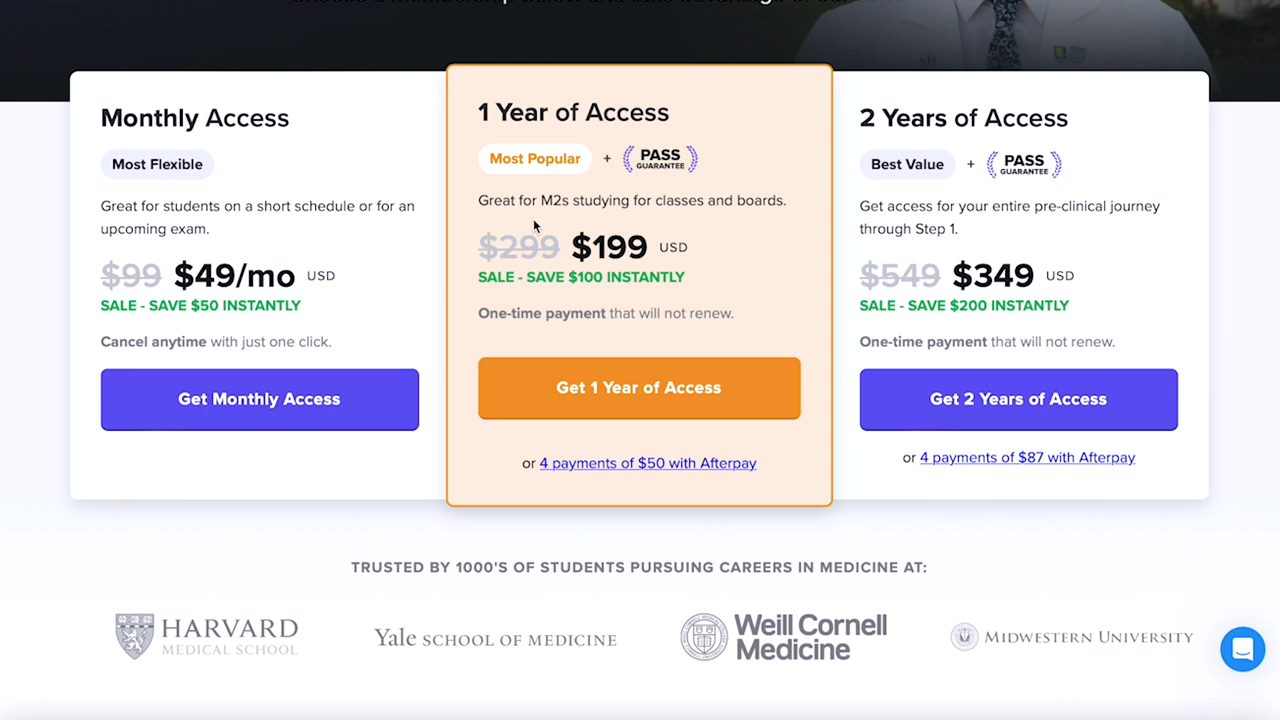 Monthly Access
Most Flexible
Great for students on a short schedule or for an
upcoming exam.
$99 $49/mo USD
SALE - SAVE $50 INSTANTLY
Cancel anytime with just one click.
Get Monthly Access
1 Year of Access
Most Popular + PASS GUARANTEE
Great for M2s studying for classes and boards.
$299 $199 USD
SALE - SAVE $100 INSTANTLY
One-time payment that will not renew.
Get 1 Year of Access
or 4 payments of $50 with Afterpay
2 Years of Access
Best Value + PASS GUARANTEE
Get access for your entire pre-clinical journey
through Step 1.
$549 $349 USD
SALE - SAVE $200 INSTANTLY
One-time payment that will not renew.
Get 2 Years of Access
or 4 payments of $87 with Afterpay
TRUSTED BY 1000'S OF STUDENTS PURSUING CAREERS IN MEDICINE AT:
HARVARD
MEDICAL SCHOOL
Yale SCHOOL OF MEDICINE
Weill Cornell
Medicine
MIDWESTERN UNIVERSITY